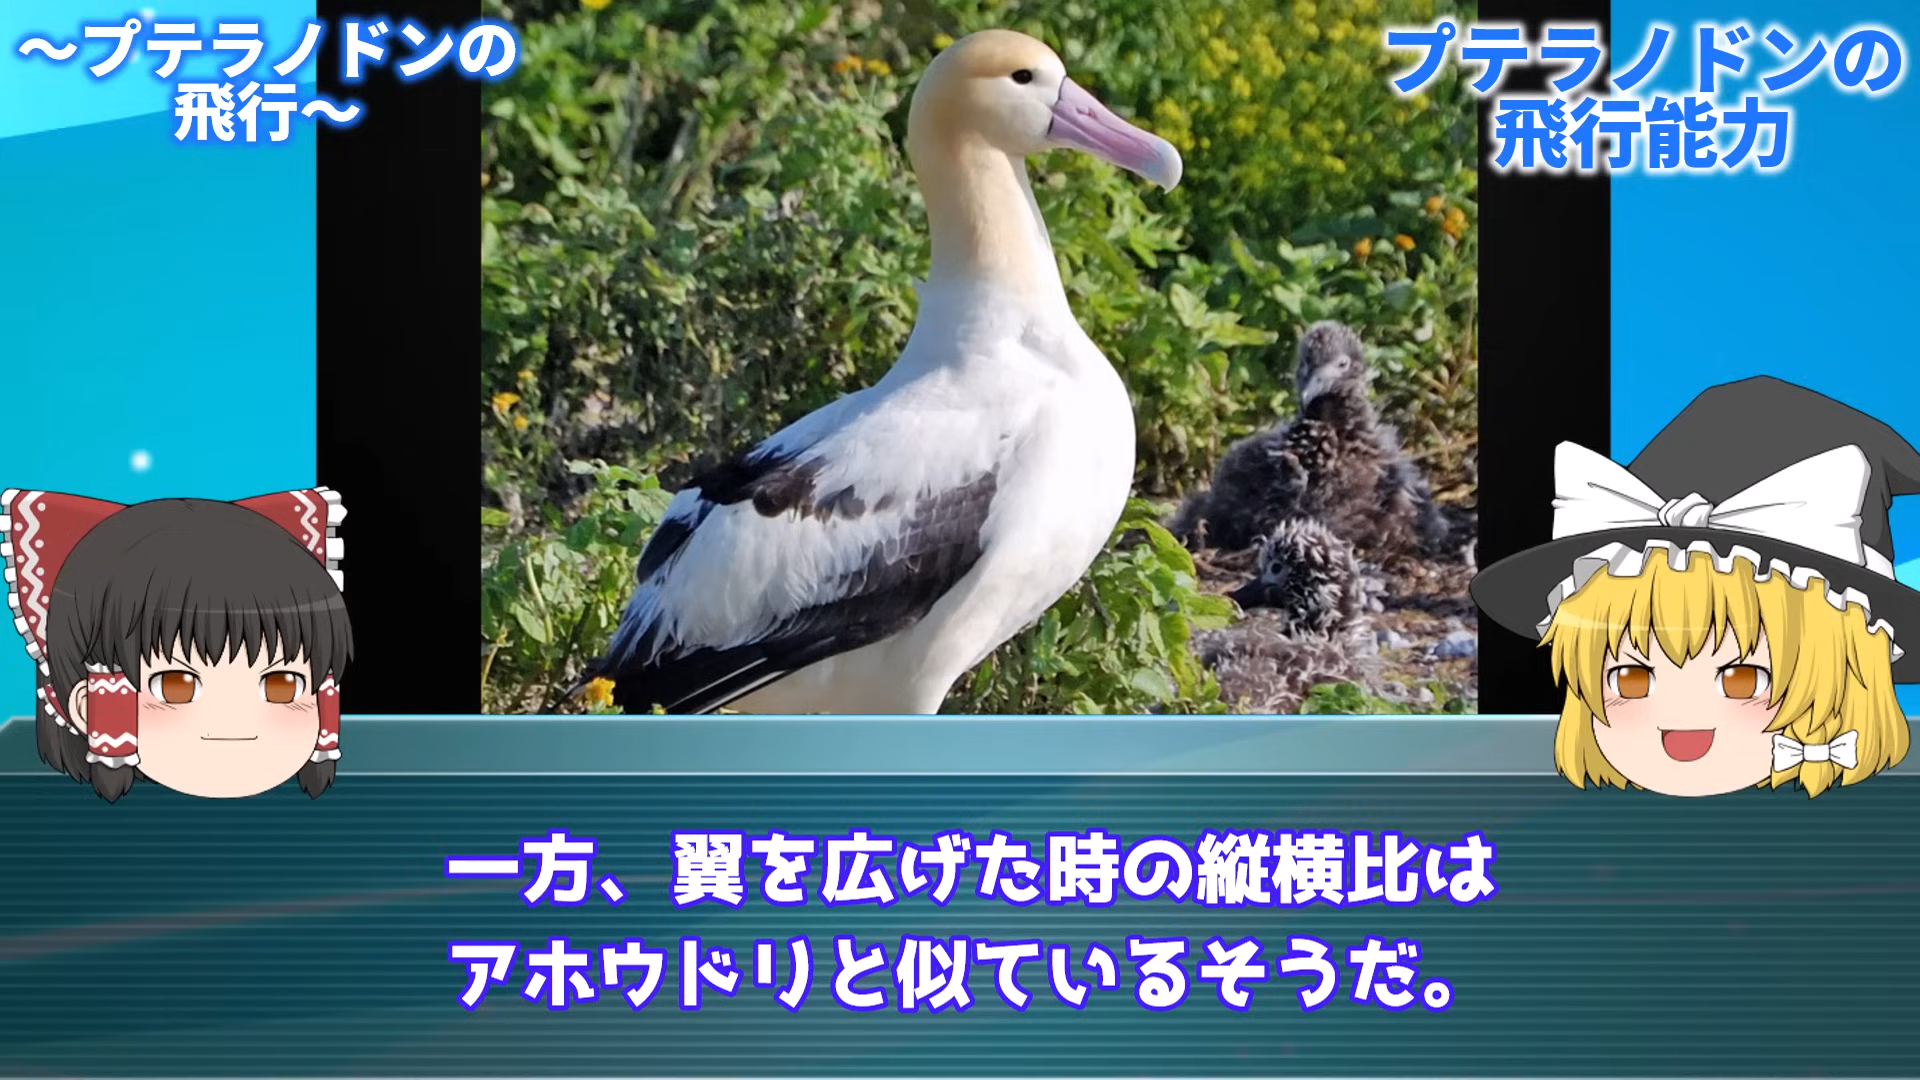 ～プテラノドンの
飛行～
プテラノドンの
飛行能力
一方、翼を広げた時の縦横比は
アホウドリと似ているそうだ。